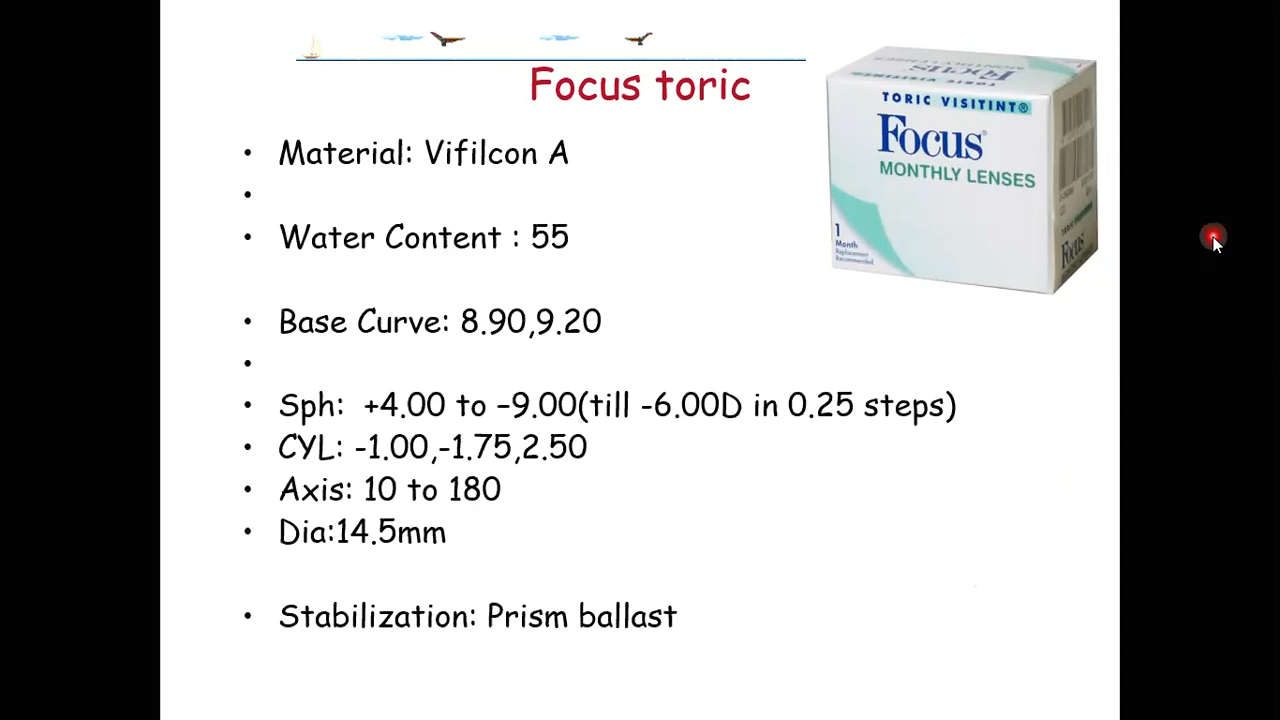 Focus toric
TORIC VISITINT®
Focus®
MONTHLY LENSES
1
Month
Replacement
Recommended
Focus
• Material: Vifilcon A
•
• Water Content : 55
• Base Curve: 8.90,9.20
•
• Sph:  +4.00 to –9.00(till -6.00D in 0.25 steps)
• CYL: -1.00,-1.75,2.50
• Axis: 10 to 180
• Dia:14.5mm
• Stabilization: Prism ballast